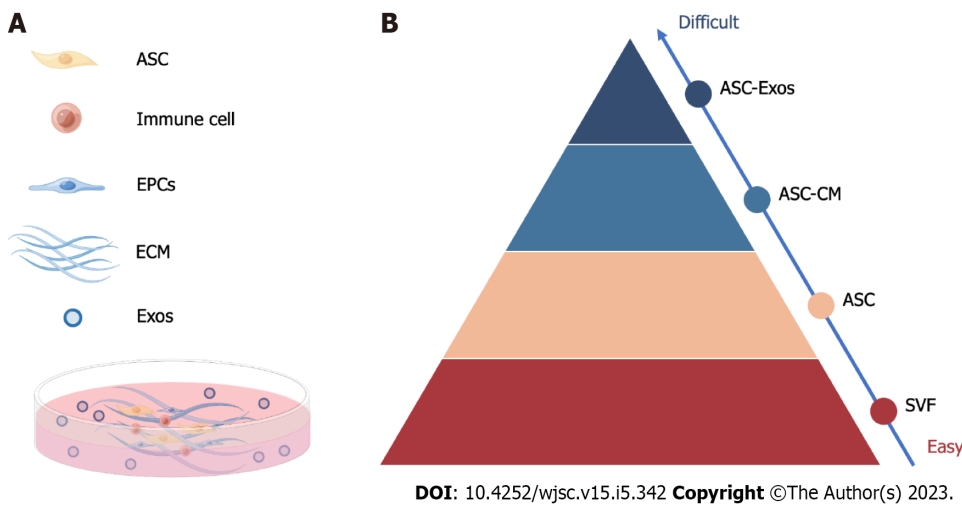 A
ASC
Immune cell
EPCs
ECM
Exos
B
Difficult
ASC-Exos
ASC-CM
ASC
SVF
Easy
DOI: 10.4252/wjsc.v15.i5.342 Copyright ©The Author(s) 2023.